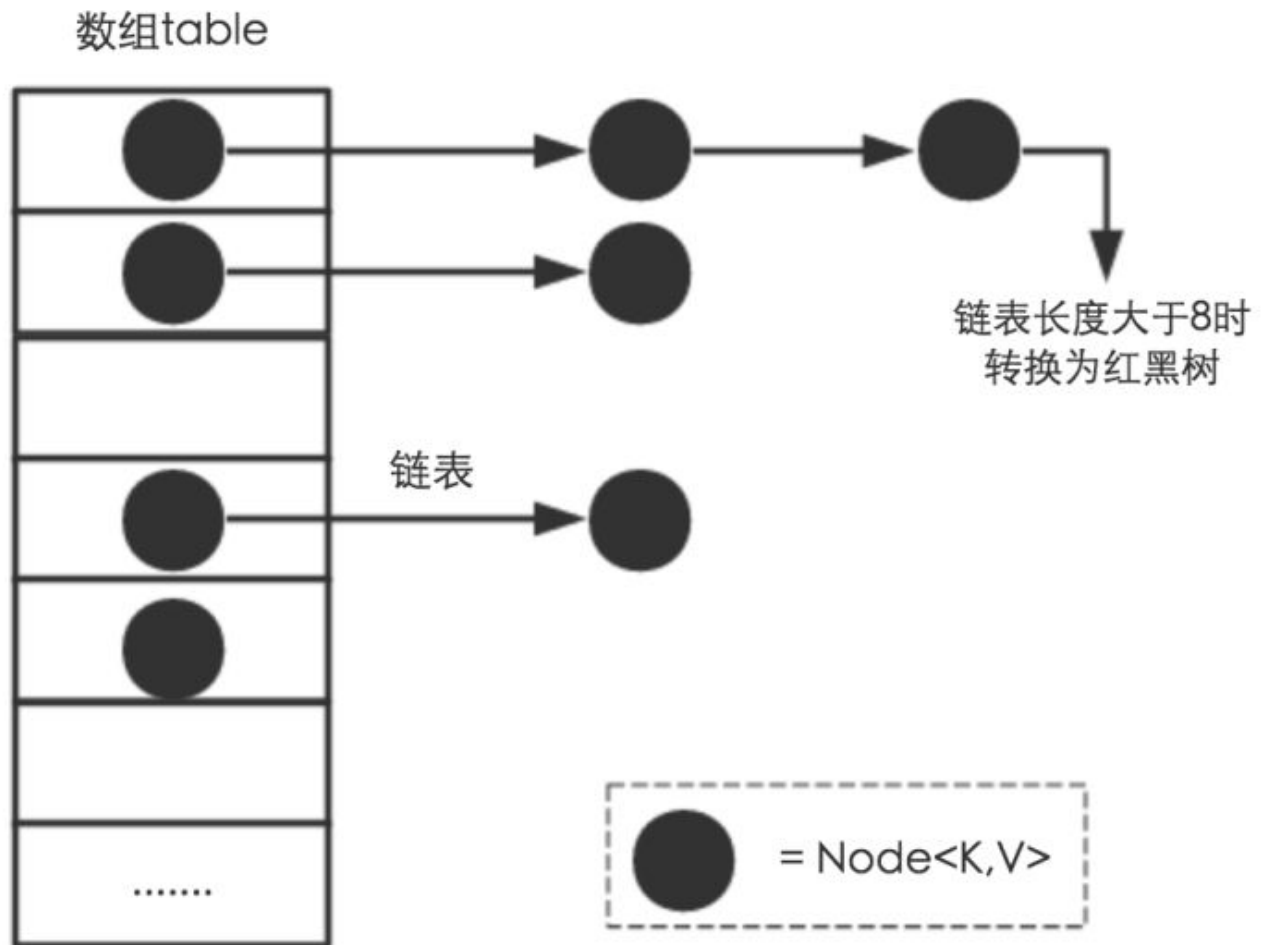 数组table
链表长度大于8时
转换为红黑树
链表
= Node<K,V>
.......